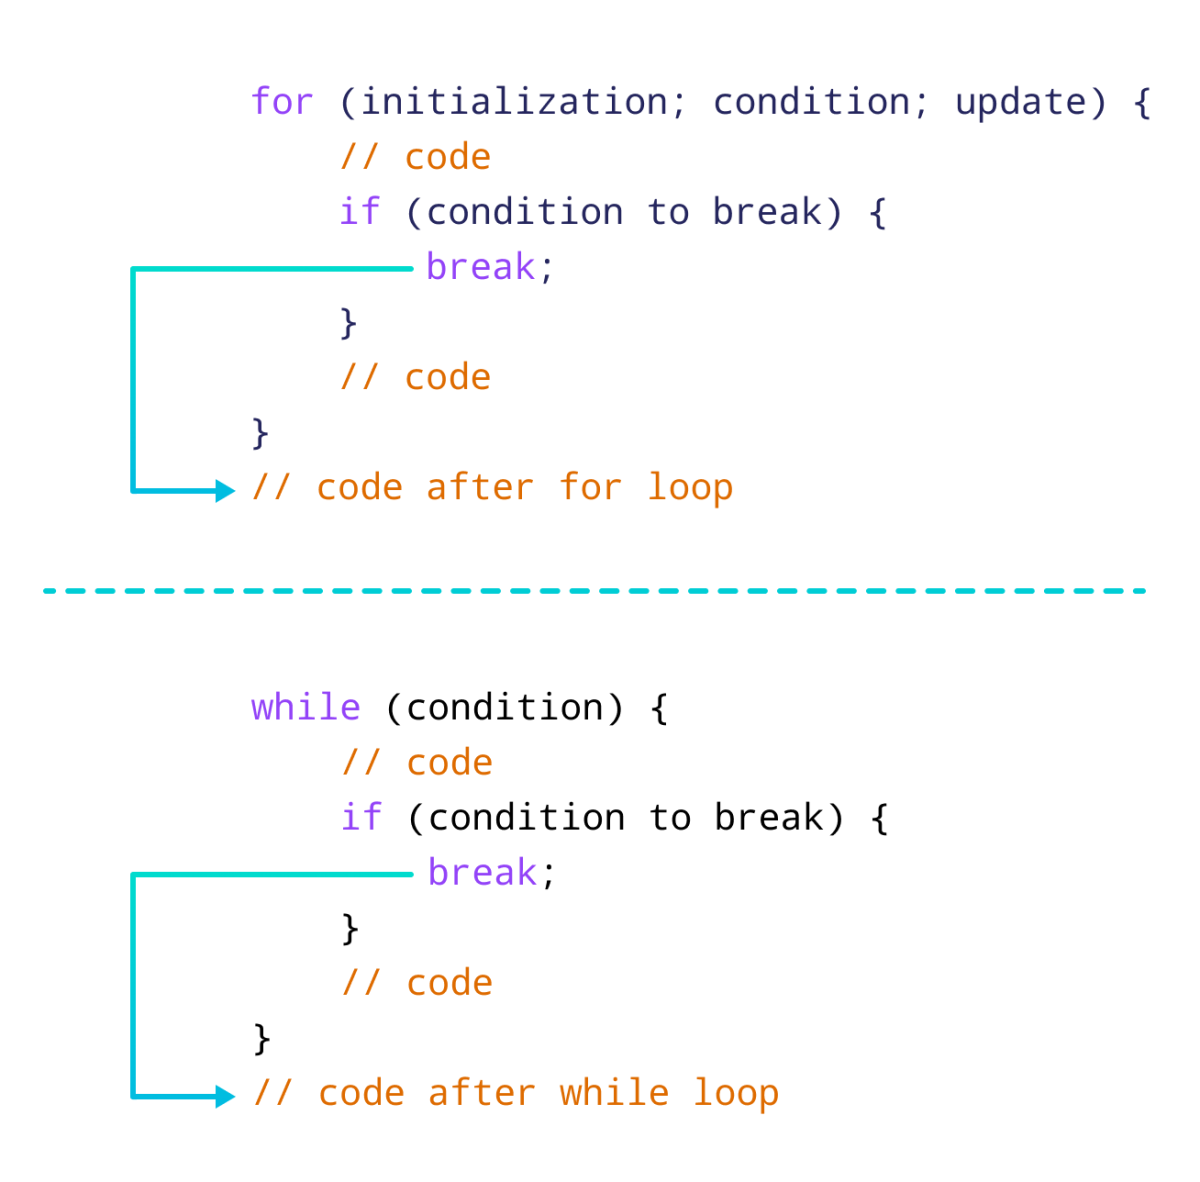 for (initialization; condition; update) {
    // code
    if (condition to break) {
        break;
    }
    // code
}
// code after for loop
while (condition) {
    // code
    if (condition to break) {
        break;
    }
    // code
}
// code after while loop